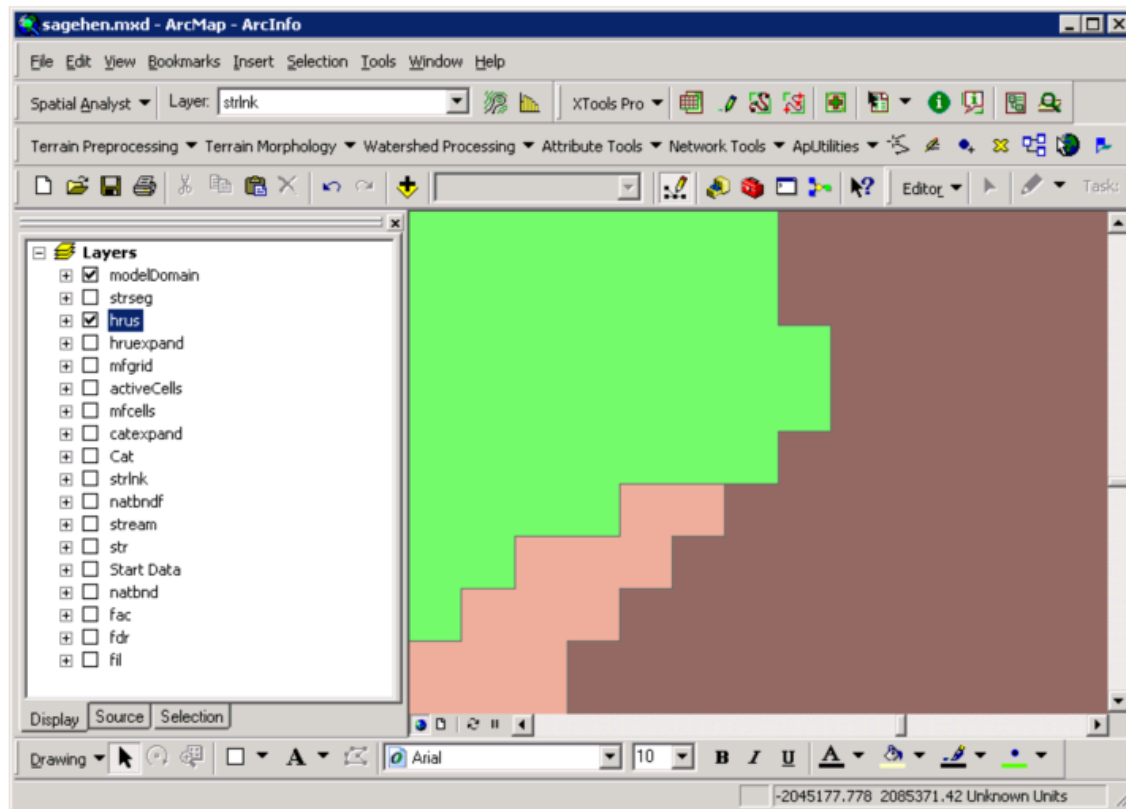 sagehen.mxd - ArcMap - ArcInfo
File Edit View Bookmarks Insert Selection Tools Window Help
Spatial Analyst Layer: strlnk XTools Pro
Terrain Preprocessing Terrain Morphology Watershed Processing Attribute Tools Network Tools ApUtilities
Editor Task:
Layers
modelDomain
strseg
hrus
hruexpand
mfgrid
activeCells
mfcells
catexpand
Cat
strlnk
natbndf
stream
str
Start Data
natbnd
fac
fdr
fil
Display Source Selection
Drawing A Arial 10 B I U A
-2045177.778 2085371.42 Unknown Units